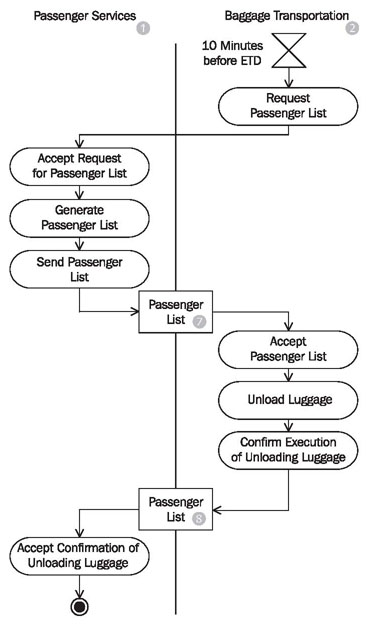 Passenger Services
1
Baggage Transportation
2
10 Minutes
before ETD
Request
Passenger List
Accept Request
for Passenger List
Generate
Passenger List
Send Passenger
List
Passenger
List 7
Accept
Passenger List
Unload Luggage
Confirm Execution
of Unloading Luggage
Passenger
List 8
Accept Confirmation of
Unloading Luggage